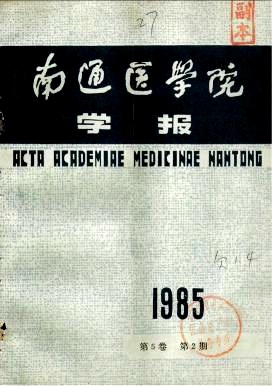 27
副本
南通医學院
学报
ACTA ACADEMIAE MEDICINAE NANTONG
1985
第5卷 第2期